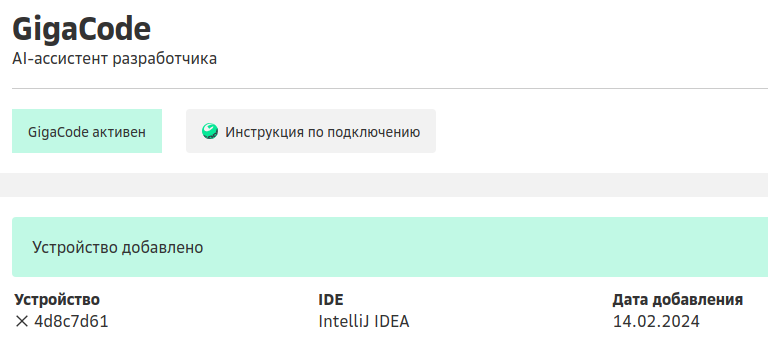 GigaCode
AI-ассистент разработчика
GigaCode активен
Инструкция по подключению
Устройство добавлено
Устройство IDE Дата добавления
× 4d8c7d61 IntelliJ IDEA 14.02.2024